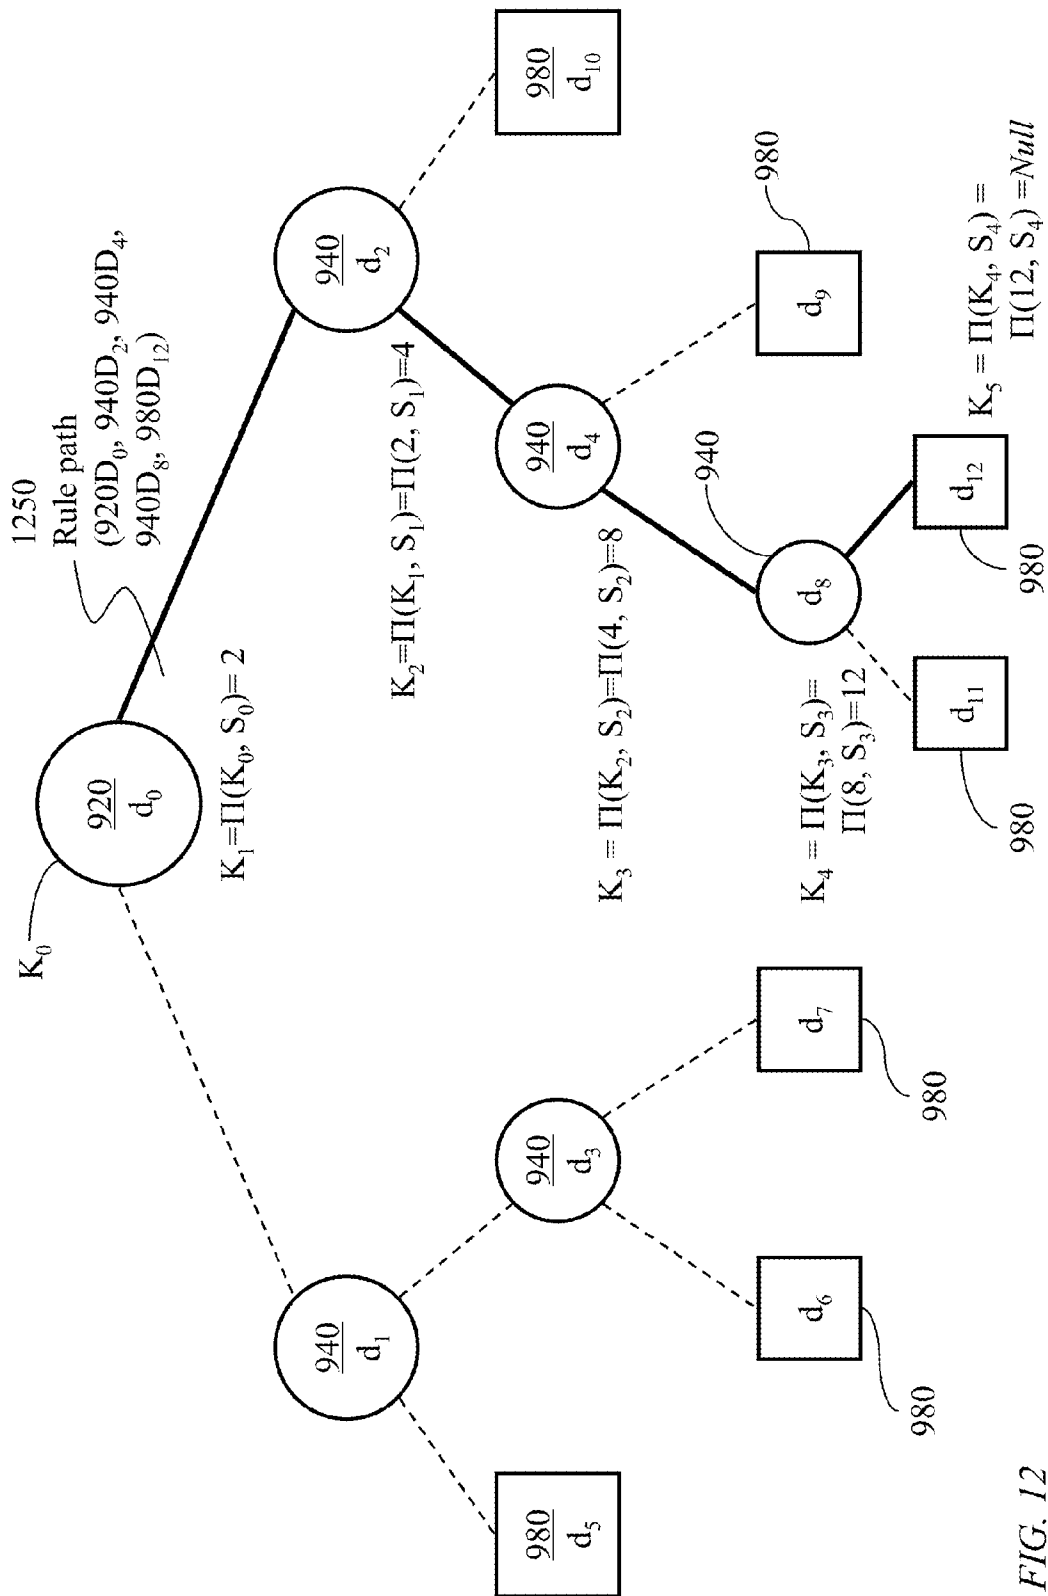 1250
Rule path
(920D₀, 940D₂, 940D₄,
940D₈, 980D₁₂)
K₀
920
d₀
K₁=Π(K₀, S₀)= 2
940
d₁
940
d₂
K₂=Π(K₁, S₁)=Π(2, S₁)=4
980
d₅
940
d₃
940
d₄
980
d₁₀
K₃ = Π(K₂, S₂)=Π(4, S₂)=8
940
d₆
980
d₇
980
d₈
d₉
980
K₄ = Π(K₃, S₃)=
Π(8, S₃)=12
d₁₁
980
d₁₂
980
K₅ = Π(K₄, S₄) =
Π(12, S₄) =Null
FIG. 12